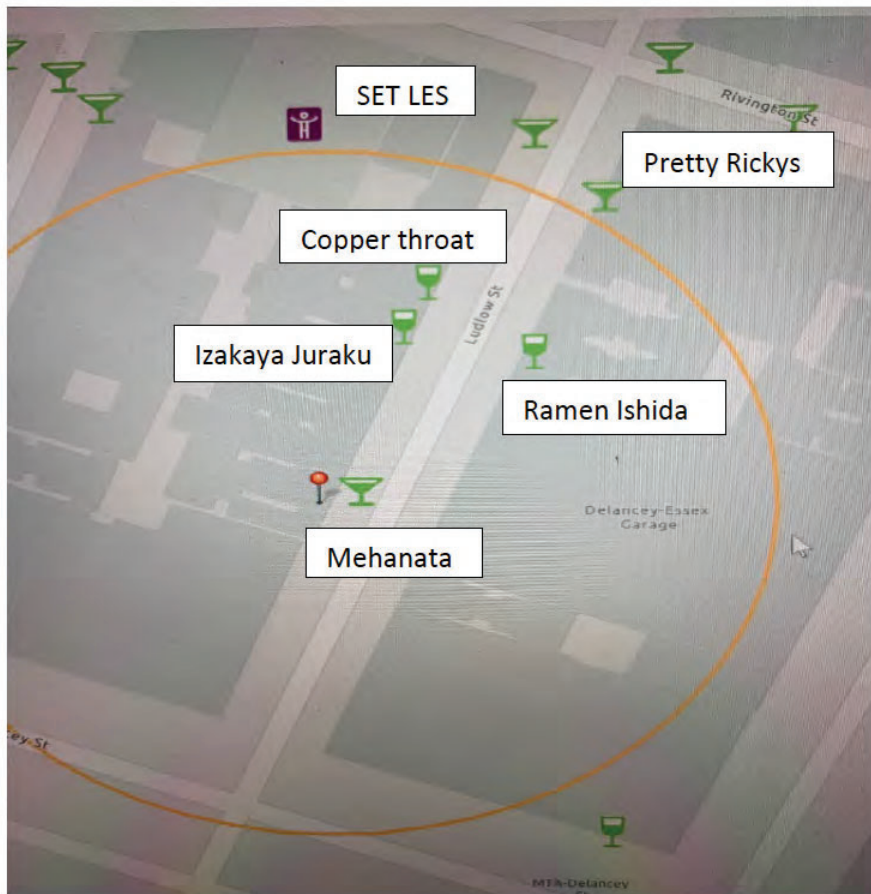 SET LES
Rivington St
Pretty Rickys
Copper throat
Ludlow St
Izakaya Juraku
Ramen Ishida
Delancey-Essex
Garage
Mehanata
cey St
MTA-Delancey